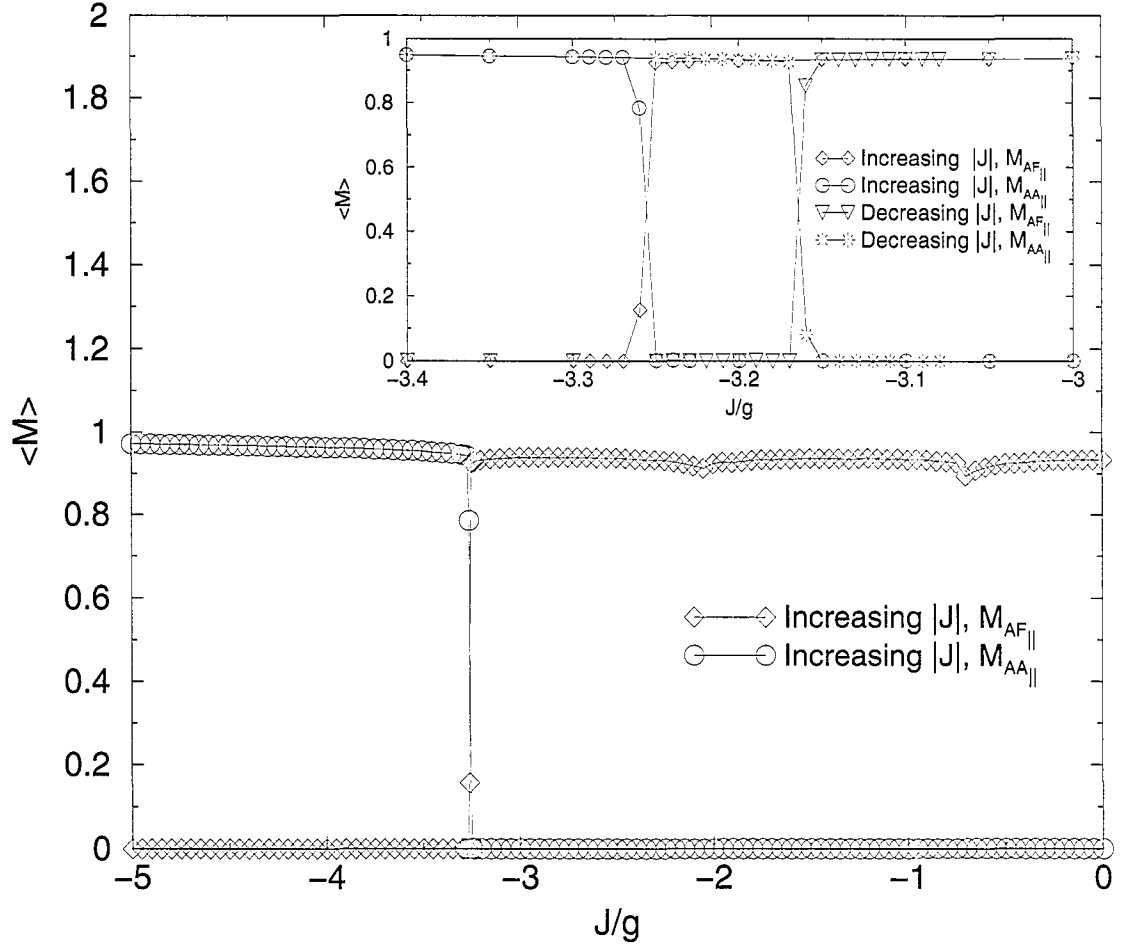 2
1.8
1.6
1.4
1.2
1
0.8
0.6
0.4
0.2
0
<M>
−5
−4
−3
−2
−1
0
J/g
Increasing |J|, M_AF||
Increasing |J|, M_AA||
1
0.8
0.6
0.4
0.2
0
<M>
−3.4
−3.3
−3.2
−3.1
−3
J/g
Increasing |J|, M_AF||
Increasing |J|, M_AA||
Decreasing |J|, M_AF||
Decreasing |J|, M_AA||